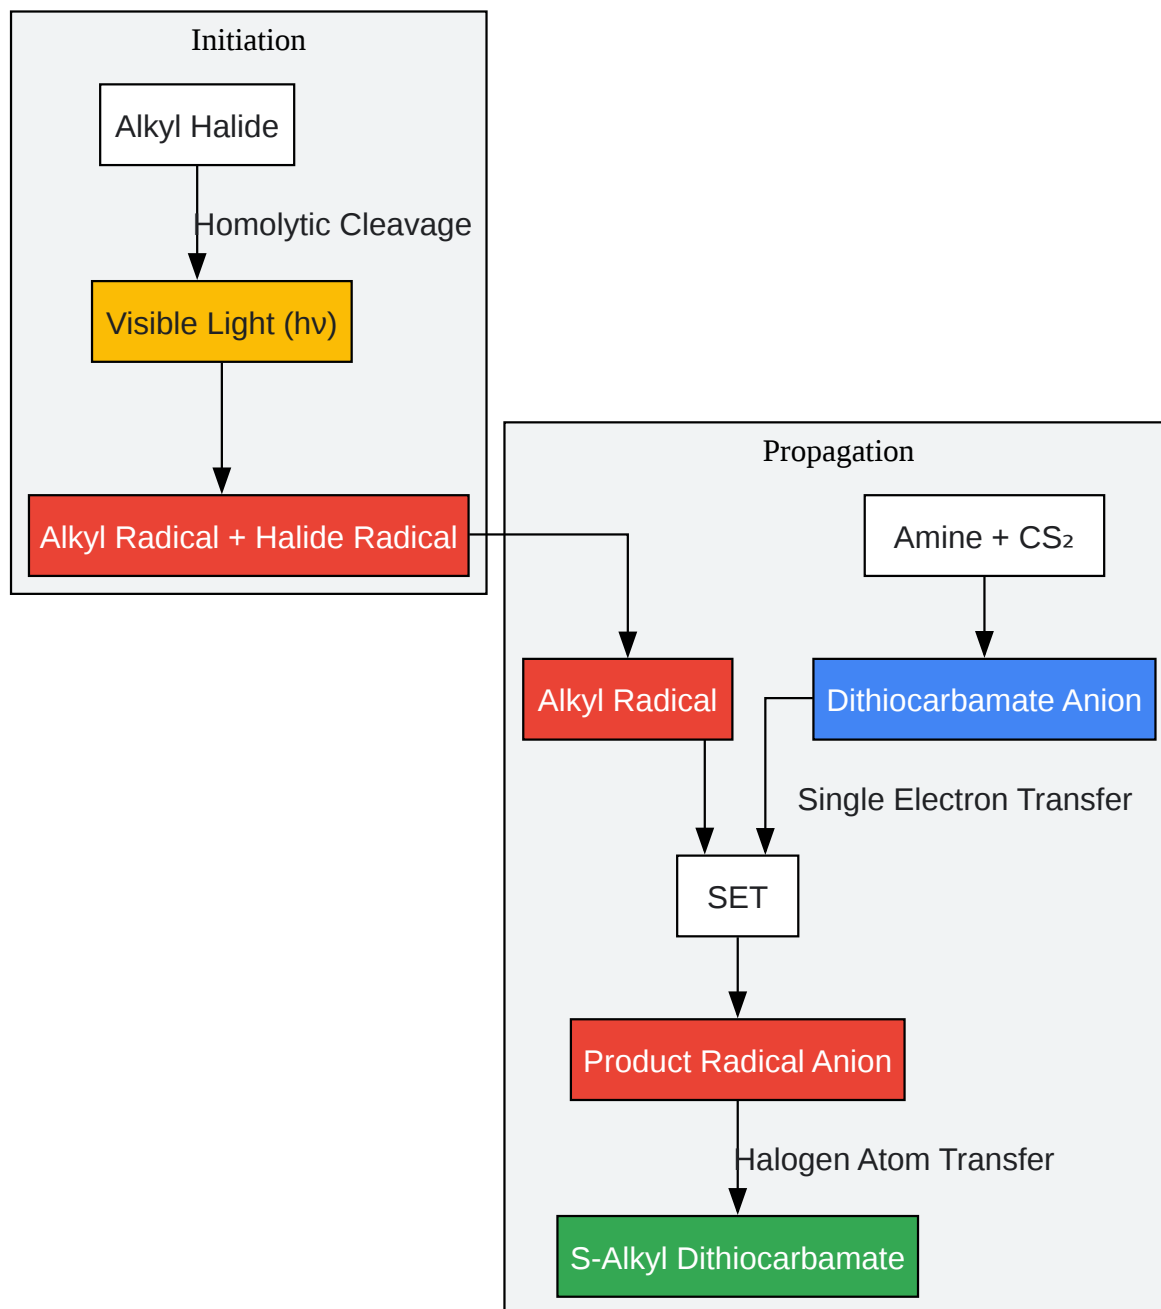 Initiation
Alkyl Halide
Homolytic Cleavage
Visible Light (hν)
Alkyl Radical + Halide Radical
Propagation
Amine + CS₂
Alkyl Radical
Dithiocarbamate Anion
Single Electron Transfer
SET
Product Radical Anion
Halogen Atom Transfer
S-Alkyl Dithiocarbamate